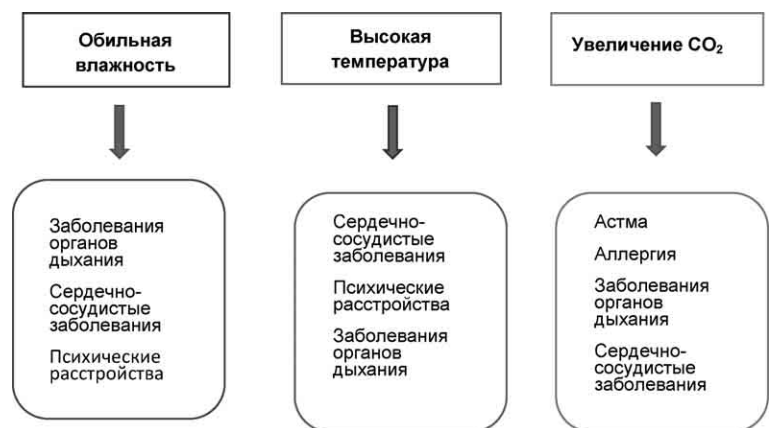 Обильная
влажность
Высокая
температура
Увеличение CO₂
Заболевания
органов
дыхания
Сердечно-
сосудистые
заболевания
Психические
расстройства
Сердечно-
сосудистые
заболевания
Психические
расстройства
Заболевания
органов
дыхания
Астма
Аллергия
Заболевания
органов
дыхания
Сердечно-
сосудистые
заболевания